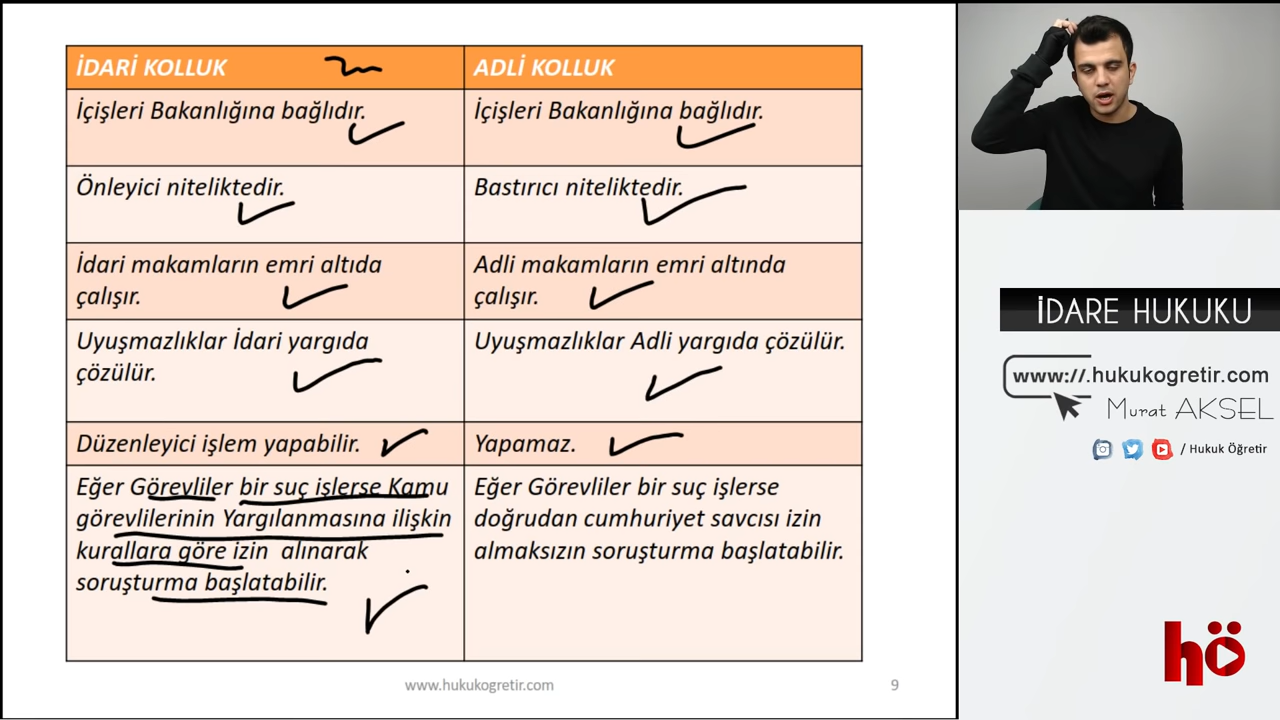 İDARİ KOLLUK
ADLİ KOLLUK
İçişleri Bakanlığına bağlıdır.
İçişleri Bakanlığına bağlıdır.
Önleyici niteliktedir.
Bastırıcı niteliktedir.
İdari makamların emri altıda
çalışır.
Adli makamların emri altında
çalışır.
Uyuşmazlıklar İdari yargıda
çözülür.
Uyuşmazlıklar Adli yargıda çözülür.
Düzenleyici işlem yapabilir.
Yapamaz.
Eğer Görevliler bir suç işlerse Kamu
görevlilerinin Yargılanmasına ilişkin
kurallara göre izin alınarak
soruşturma başlatabilir.
Eğer Görevliler bir suç işlerse
doğrudan cumhuriyet savcısı izin
almaksızın soruşturma başlatabilir.
www.hukukogretir.com
9
İDARE HUKUKU
www://.hukukogretir.com
Murat AKSEL
/ Hukuk Öğretir
hö